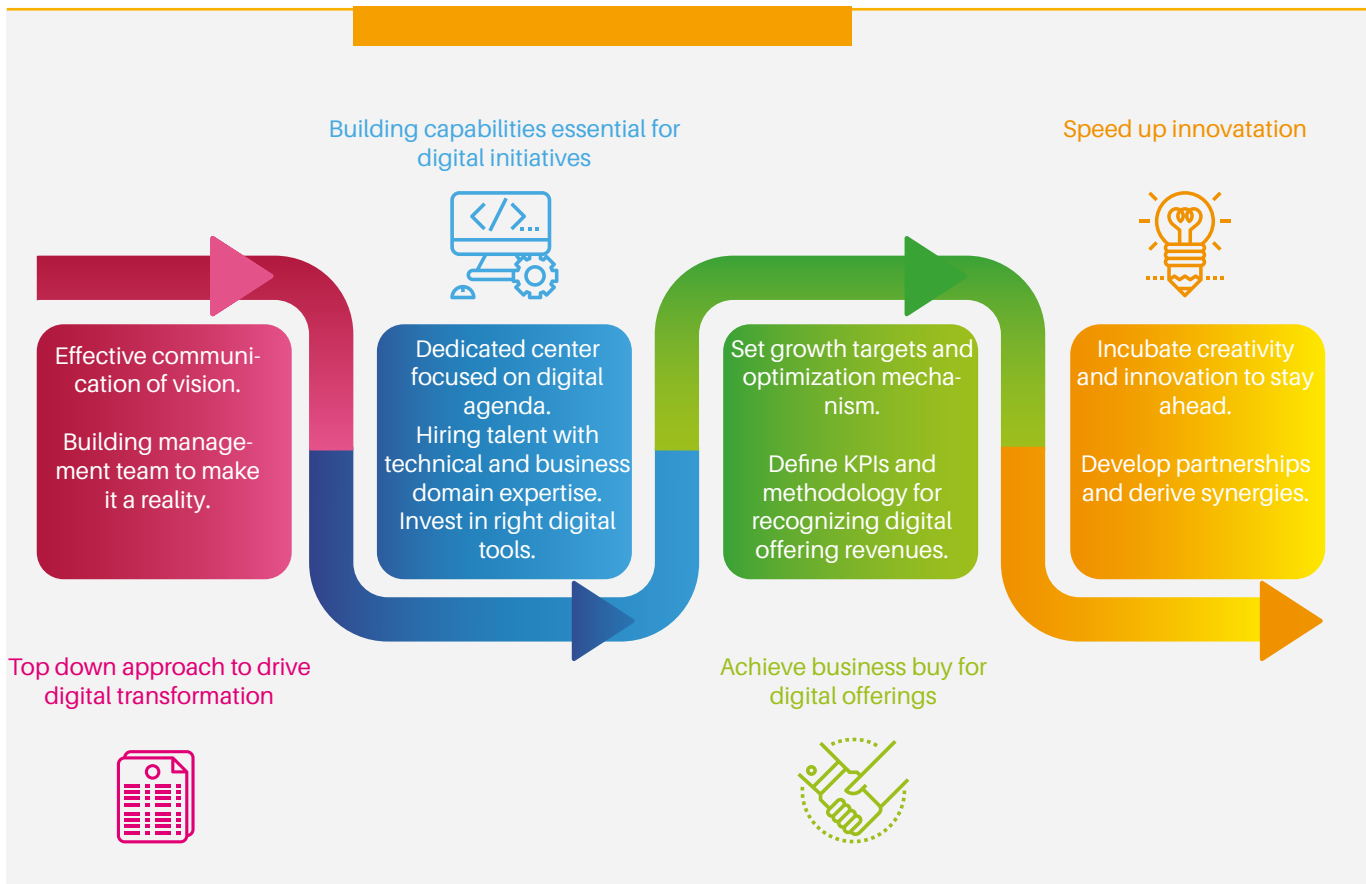 Building capabilities essential for
digital initiatives
Speed up innovatation
Effective communi-
cation of vision.
Building manage-
ment team to make
it a reality.
Dedicated center
focused on digital
agenda.
Hiring talent with
technical and business
domain expertise.
Invest in right digital
tools.
Set growth targets and
optimization mecha-
nism.
Define KPIs and
methodology for
recognizing digital
offering revenues.
Incubate creativity
and innovation to stay
ahead.
Develop partnerships
and derive synergies.
Top down approach to drive
digital transformation
Achieve business buy for
digital offerings